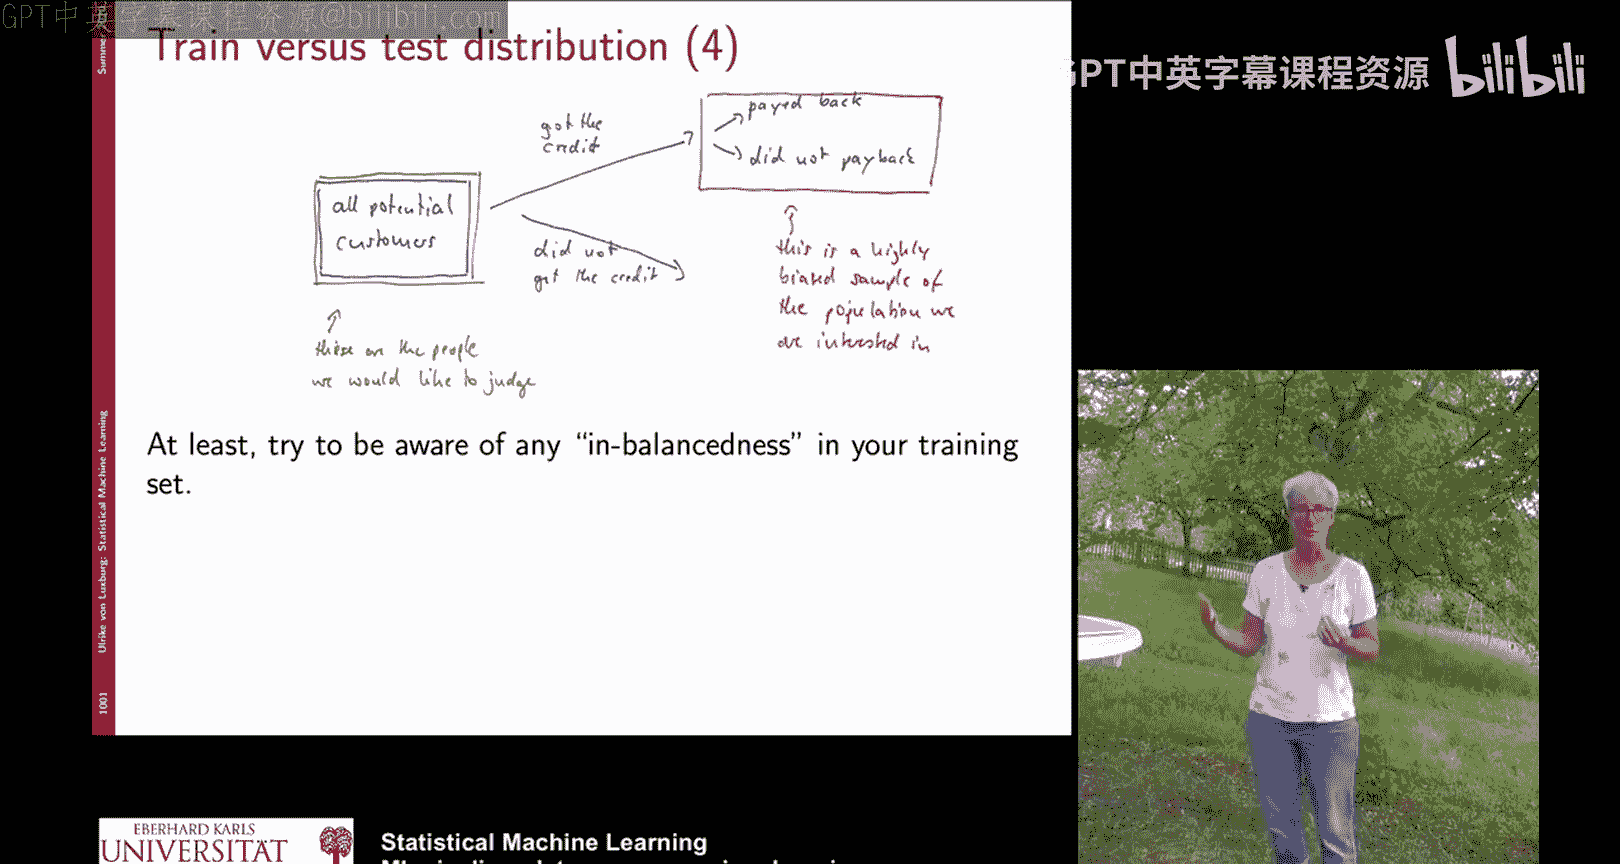 GPT中英字幕课程资源@bilibili.com
GPT中英字幕课程资源 bilibili
Train versus test distribution (4)
got the
credit
payed back
did not payback
all potential
customers
did not
get the credit
this is a highly
biased sample of
the population we
are interested in
these are the people
we would like to judge
At least, try to be aware of any “in-balancedness” in your training
set.
Ulrike von Luxburg: Statistical Machine Learning
1001
EBERHARD KARLS
UNIVERSITÄT
Statistical Machine Learning